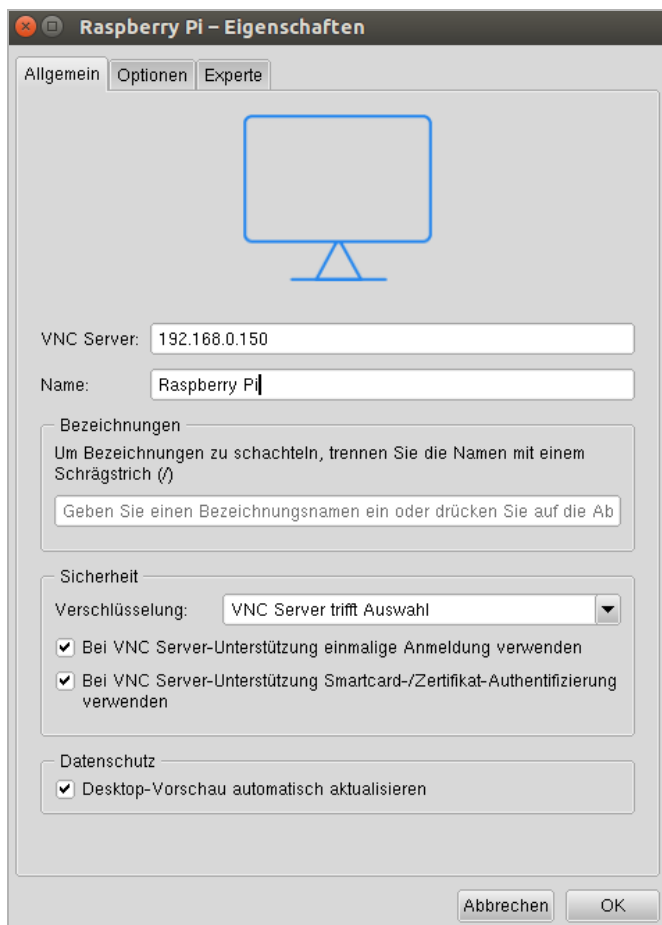 Raspberry Pi – Eigenschaften
Allgemein Optionen Experte
VNC Server: 192.168.0.150
Name: Raspberry Pi
Bezeichnungen
Um Bezeichnungen zu schachteln, trennen Sie die Namen mit einem
Schrägstrich (/)
Geben Sie einen Bezeichnungsnamen ein oder drücken Sie auf die Ab
Sicherheit
Verschlüsselung: VNC Server trifft Auswahl
Bei VNC Server-Unterstützung einmalige Anmeldung verwenden
Bei VNC Server-Unterstützung Smartcard-/Zertifikat-Authentifizierung
verwenden
Datenschutz
Desktop-Vorschau automatisch aktualisieren
Abbrechen OK